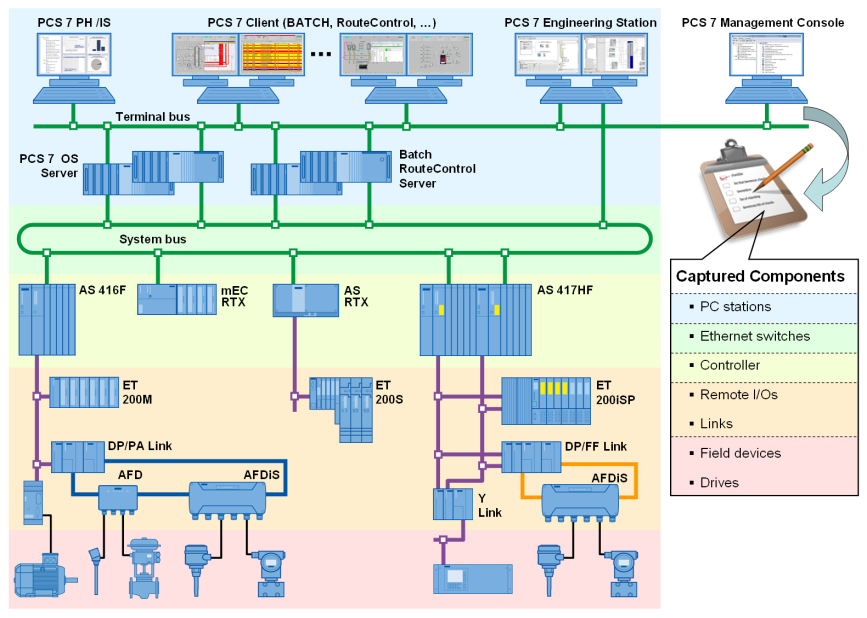 PCS 7 PH /IS
PCS 7 Client (BATCH, RouteControl, …)
PCS 7 Engineering Station
PCS 7 Management Console
...
Terminal bus
PCS 7 OS
Server
Batch
RouteControl
Server
System bus
AS 416F
mEC
RTX
AS
RTX
AS 417HF
Captured Components
▪ PC stations
▪ Ethernet switches
▪ Controller
▪ Remote I/Os
▪ Links
▪ Field devices
▪ Drives
ET
200M
ET
200S
ET
200iSP
DP/PA Link
DP/FF Link
AFD
AFDiS
AFDiS
Y
Link